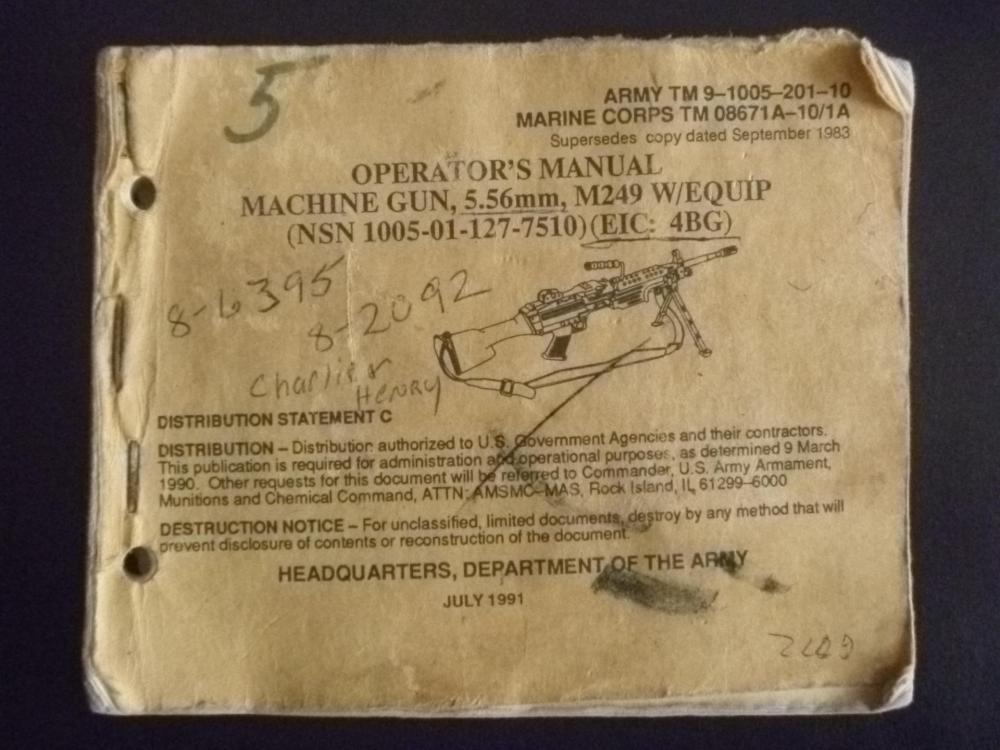 5
ARMY TM 9–1005–201–10
MARINE CORPS TM 08671A–10/1A
Supersedes copy dated September 1983
OPERATOR'S MANUAL
MACHINE GUN, 5.56mm, M249 W/EQUIP
(NSN 1005-01-127-7510)(EIC: 4BG)
8-6395
8-2092
Charlie &
HENRY
DISTRIBUTION STATEMENT C
DISTRIBUTION – Distribution authorized to U.S. Government Agencies and their contractors.
This publication is required for administration and operational purposes, as determined 9 March
1990. Other requests for this document will be referred to Commander, U.S. Army Armament,
Munitions and Chemical Command, ATTN: AMSMC–MAS, Rock Island, IL 61299–6000
DESTRUCTION NOTICE – For unclassified, limited documents, destroy by any method that will
prevent disclosure of contents or reconstruction of the document.
HEADQUARTERS, DEPARTMENT OF THE ARMY
JULY 1991